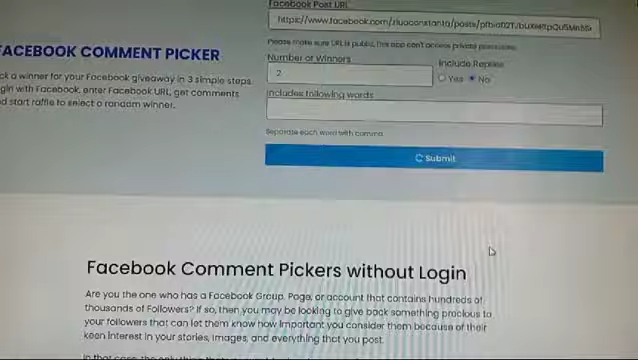 Facebook Post URL
Please make sure URL is public, this app can't access private
FACEBOOK COMMENT PICKER
Number of Winners
Include Replies
2
Yes
No
ck a winner for your Facebook giveaway in 3 simple steps.
gin with Facebook, enter Facebook URL, get comments
d start raffle to select a random winner.
Includes following words
Separate each word with comma
Submit
Facebook Comment Pickers without Login
Are you the one who has a Facebook Group, Page, or account that contains hundreds of
thousands of Followers? If so, then you may be looking to give back something precious to
your followers that can let them know how important you consider them because of their
keen interest in your stories, images, and everything that you post.
In that case, the only